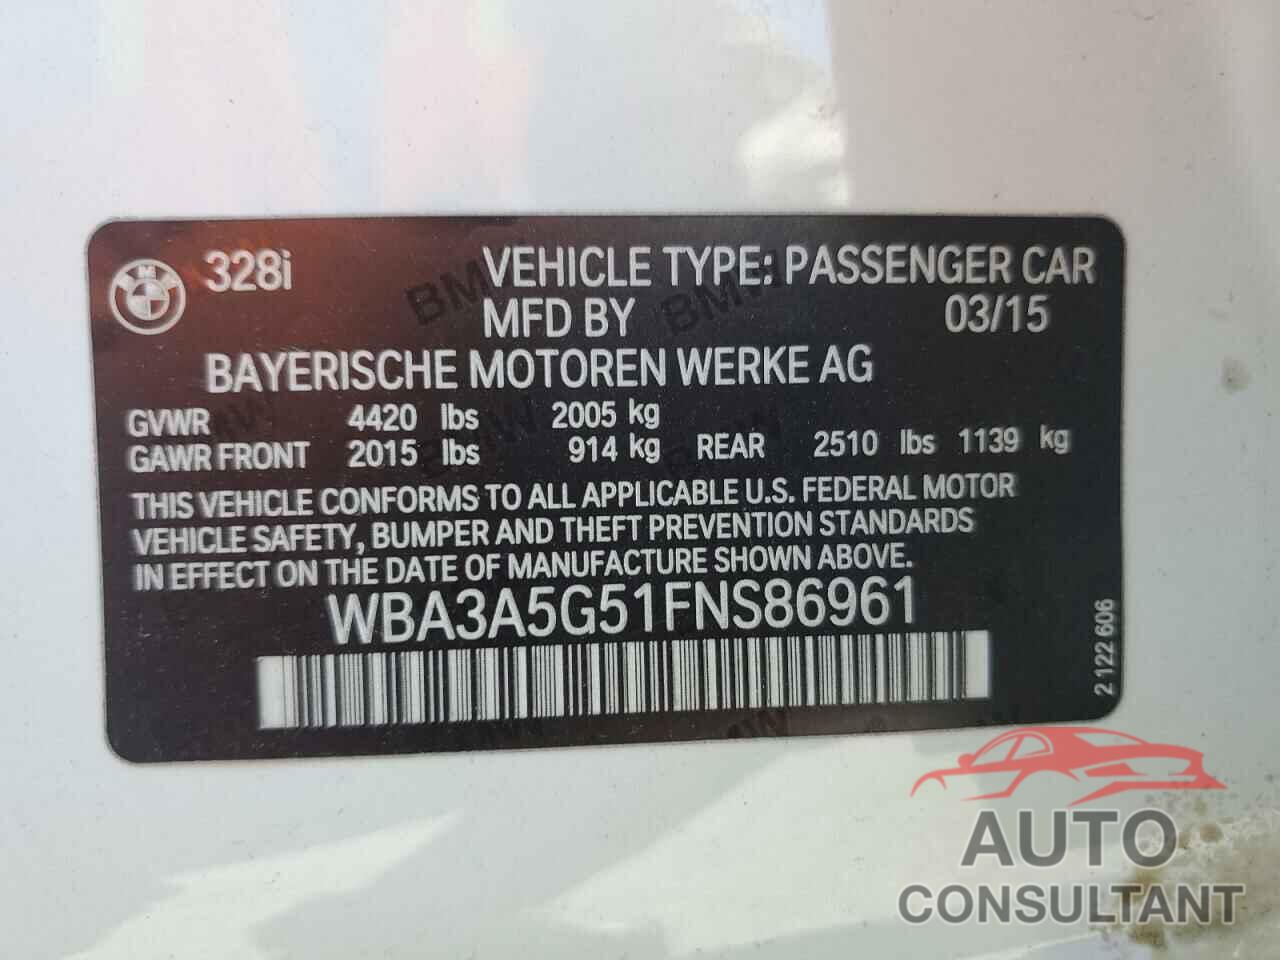 328i VEHICLE TYPE: PASSENGER CAR
MFD BY 03/15
BAYERISCHE MOTOREN WERKE AG
GVWR 4420 lbs 2005 kg
GAWR FRONT 2015 lbs 914 kg REAR 2510 lbs 1139 kg
THIS VEHICLE CONFORMS TO ALL APPLICABLE U.S. FEDERAL MOTOR
VEHICLE SAFETY, BUMPER AND THEFT PREVENTION STANDARDS
IN EFFECT ON THE DATE OF MANUFACTURE SHOWN ABOVE.
WBA3A5G51FNS86961
2 122 606
AUTO
CONSULTANT